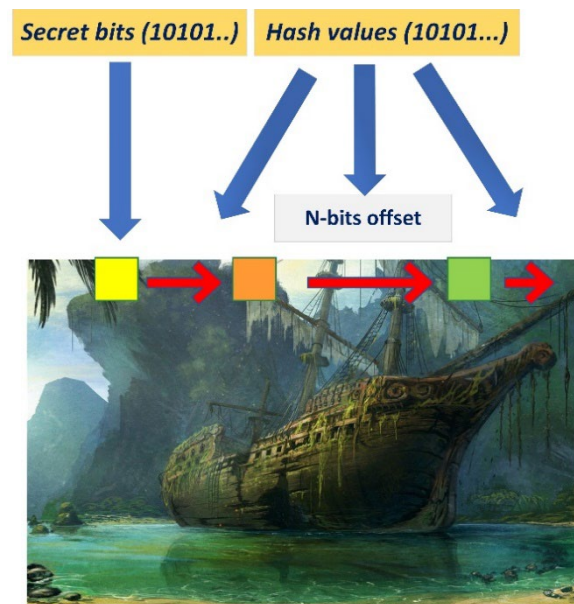 Secret bits (10101..)
Hash values (10101...)
N-bits offset